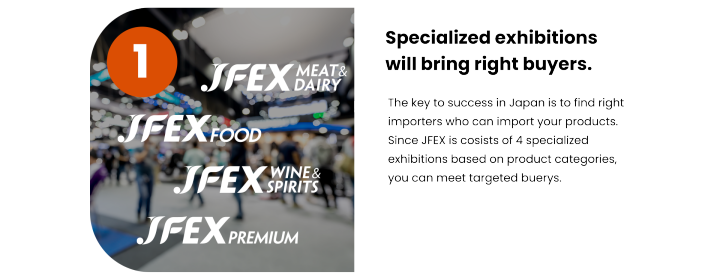 1
JFEX MEAT&
DAIRY
JFEX FOOD
JFEX WINE&
SPIRITS
JFEX PREMIUM
Specialized exhibitions
will bring right buyers.
The key to success in Japan is to find right
importers who can import your products.
Since JFEX is cosists of 4 specialized
exhibitions based on product categories,
you can meet targeted buerys.